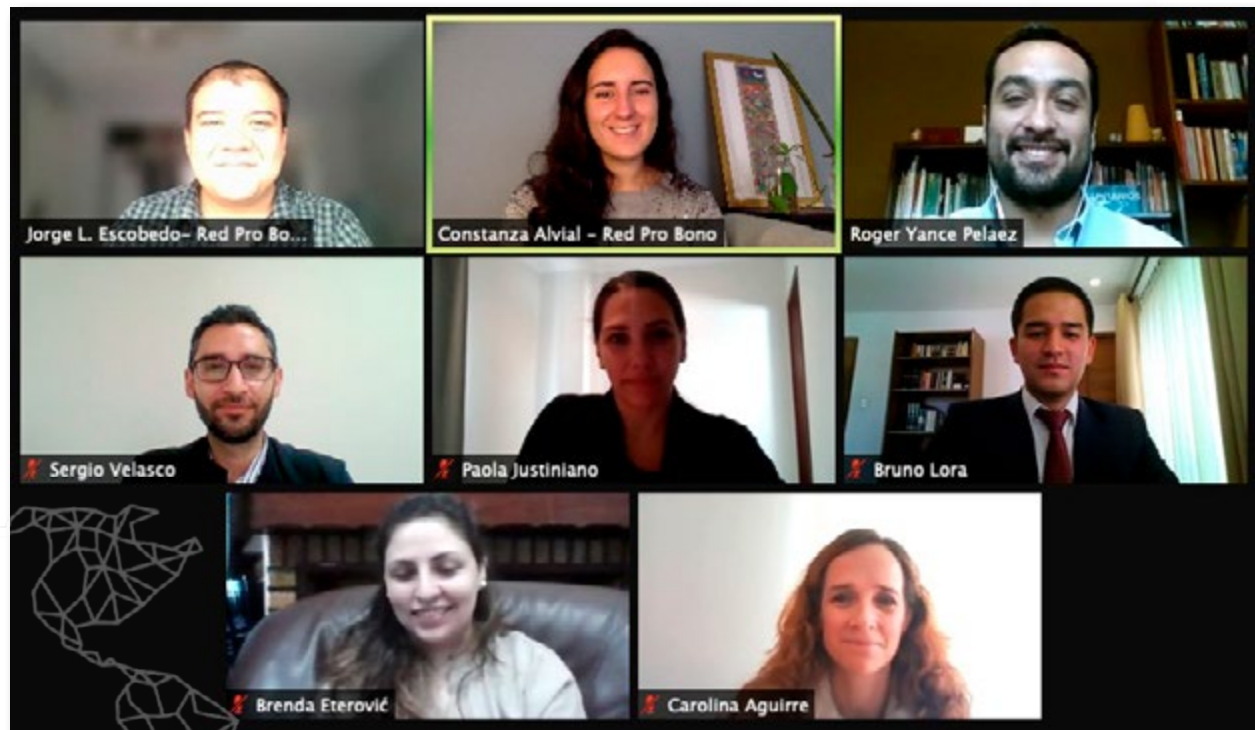 Jorge L. Escobedo– Red Pro Bo...
Constanza Alvial – Red Pro Bono
Roger Yance Pelaez
Sergio Velasco
Paola Justiniano
Bruno Lora
Brenda Eterović
Carolina Aguirre